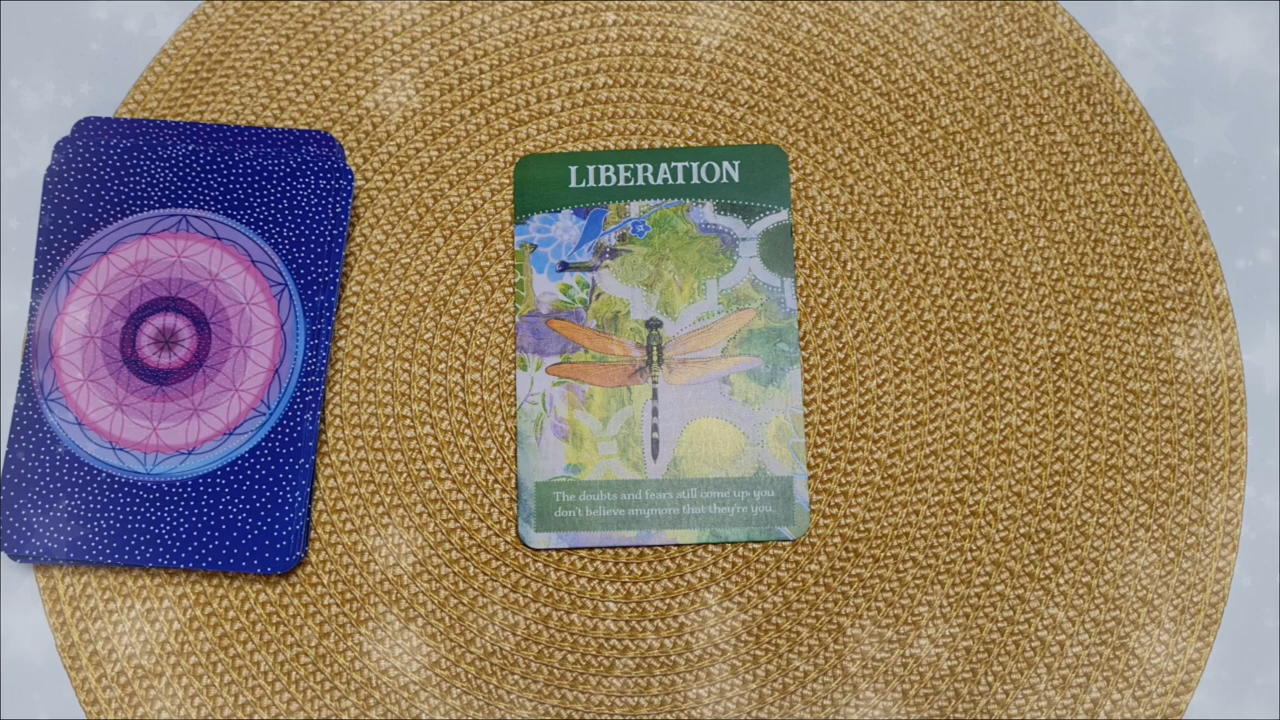 LIBERATION
The doubts and fears still come up, you
don't believe anymore that they're you.